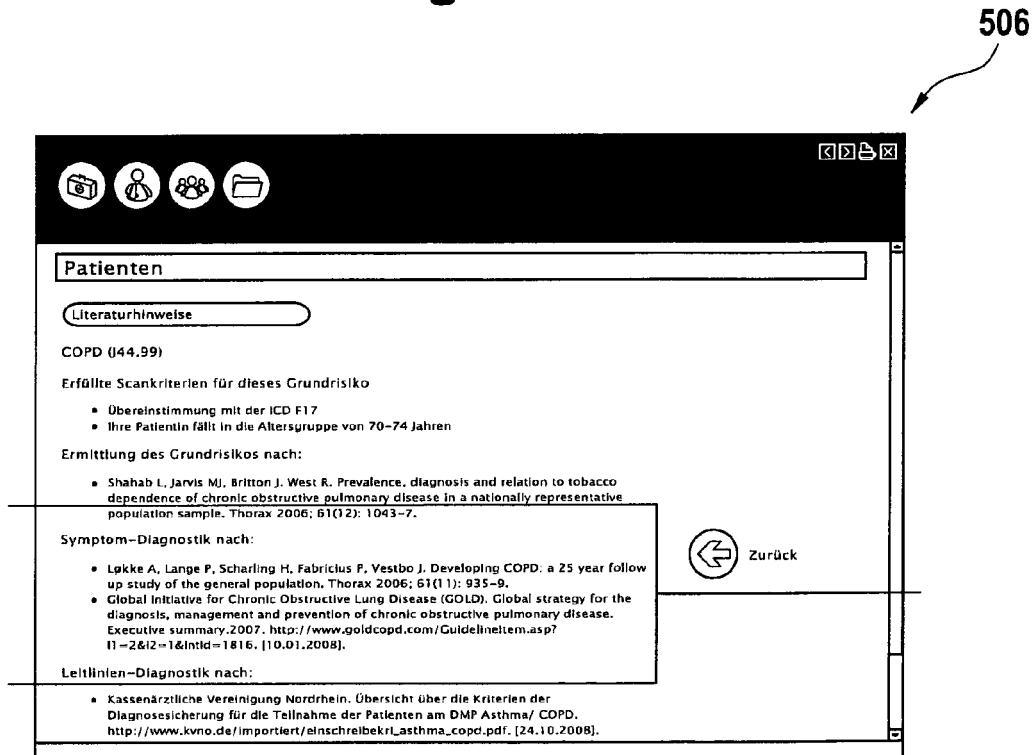 506
Patienten
Literaturhinweise
COPD (J44.99)
Erfüllte Scankriterien für dieses Grundrisiko
• Übereinstimmung mit der ICD F17
• Ihre Patientin fällt in die Altersgruppe von 70-74 Jahren
Ermittlung des Grundrisikos nach:
• Shahab L, Jarvis MJ, Britton J. West R. Prevalence, diagnosis and relation to tobacco
dependence of chronic obstructive pulmonary disease in a nationally representative
population sample. Thorax 2006; 61(12): 1043-7.
Symptom-Diagnostik nach:
• Løkke A, Lange P, Scharling H, Fabricius P, Vestbo J. Developing COPD: a 25 year follow
up study of the general population. Thorax 2006; 61(11): 935-9.
• Global Initiative for Chronic Obstructive Lung Disease (GOLD). Global strategy for the
diagnosis, management and prevention of chronic obstructive pulmonary disease.
Executive summary.2007. http://www.goldcopd.com/Guidelineitem.asp?
l1=2&l2=1&intId=1816. [10.01.2008].
Zurück
Leitlinien-Diagnostik nach:
• Kassenärztliche Vereinigung Nordrhein. Übersicht über die Kriterien der
Diagnosesicherung für die Teilnahme der Patienten am DMP Asthma/ COPD.
http://www.kvno.de/importiert/einschreibekri_asthma_copd.pdf. [24.10.2008].